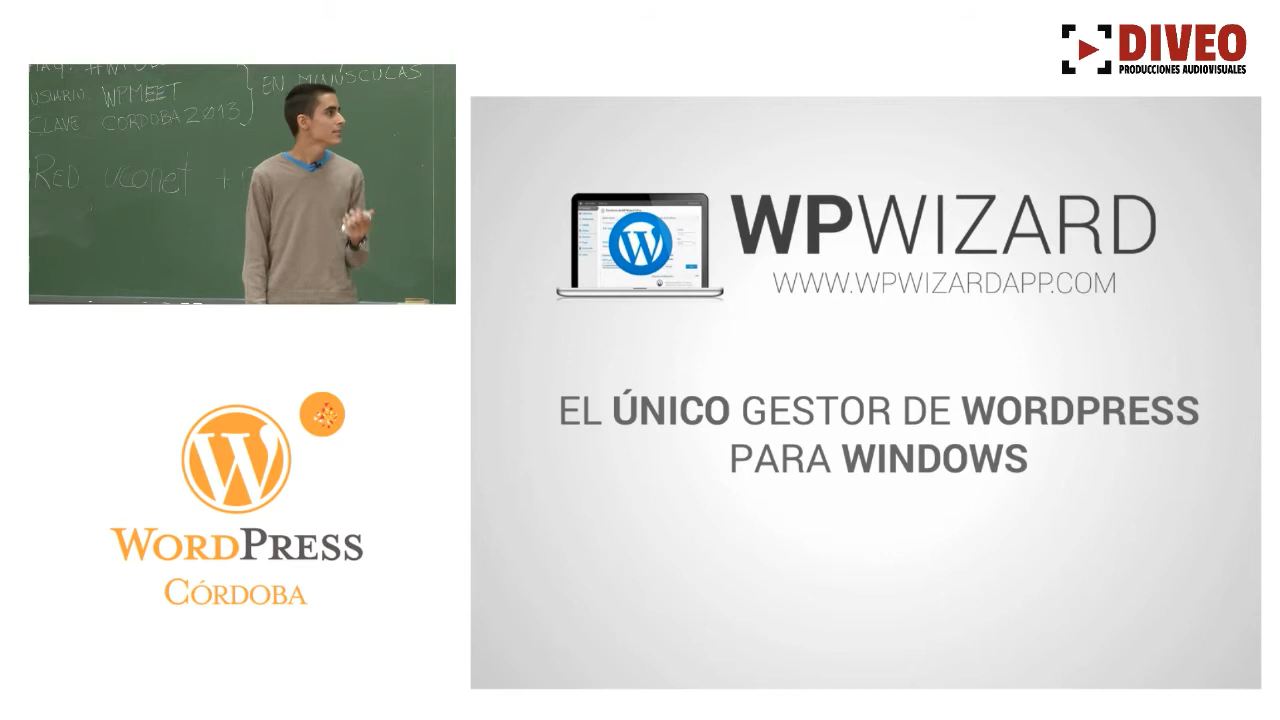 DIVEO
PRODUCCIONES AUDIOVISUALES
EN MINÚSCULAS
USUARIO WPMEET
CLAVE CORDOBA2013
RED uconet +
WPWIZARD
WWW.WPWIZARDAPP.COM
EL ÚNICO GESTOR DE WORDPRESS
PARA WINDOWS
WORDPRESS
CÓRDOBA